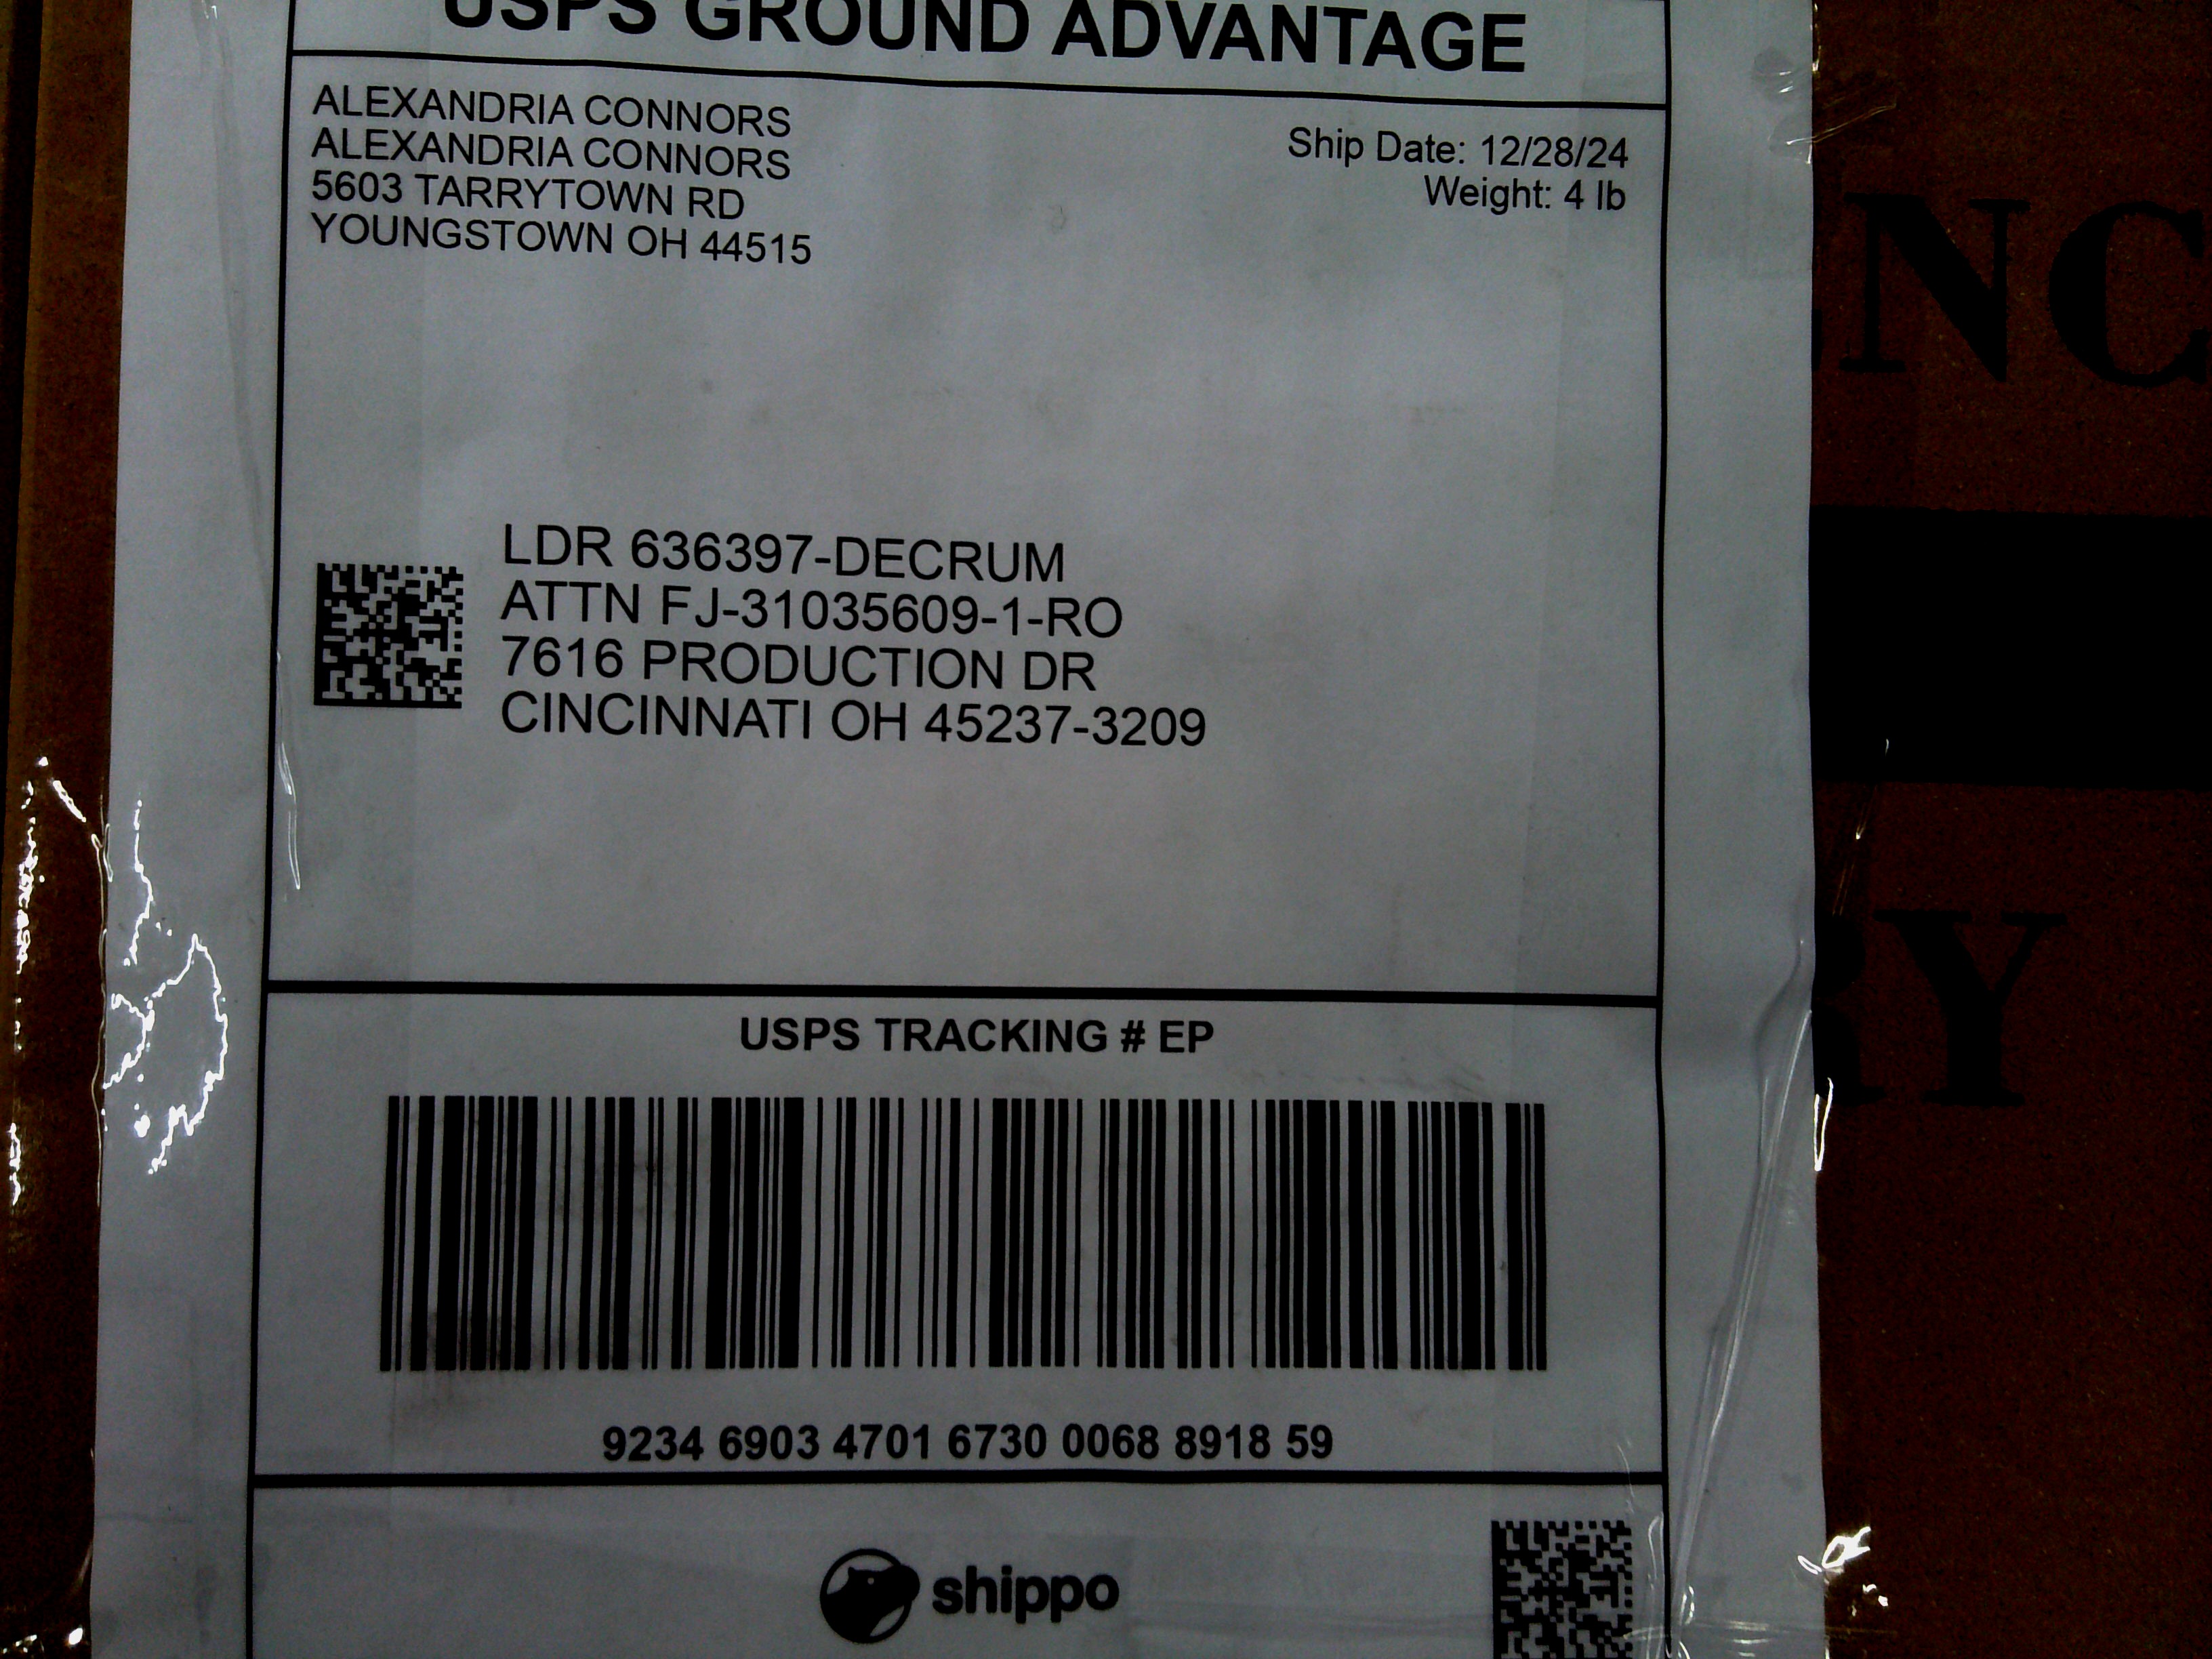 USPS GROUND ADVANTAGE
ALEXANDRIA CONNORS
ALEXANDRIA CONNORS
5603 TARRYTOWN RD
YOUNGSTOWN OH 44515
Ship Date: 12/28/24
Weight: 4 lb
NC
LDR 636397-DECRUM
ATTN FJ-31035609-1-RO
7616 PRODUCTION DR
CINCINNATI OH 45237-3209
RY
USPS TRACKING # EP
9234 6903 4701 6730 0068 8918 59
shippo